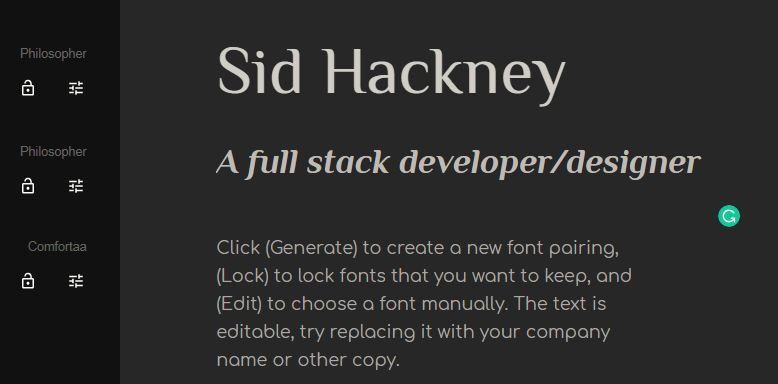 Philosopher
Sid Hackney
Philosopher
A full stack developer/designer
Comfortaa
Click (Generate) to create a new font pairing,
(Lock) to lock fonts that you want to keep, and
(Edit) to choose a font manually. The text is
editable, try replacing it with your company
name or other copy.